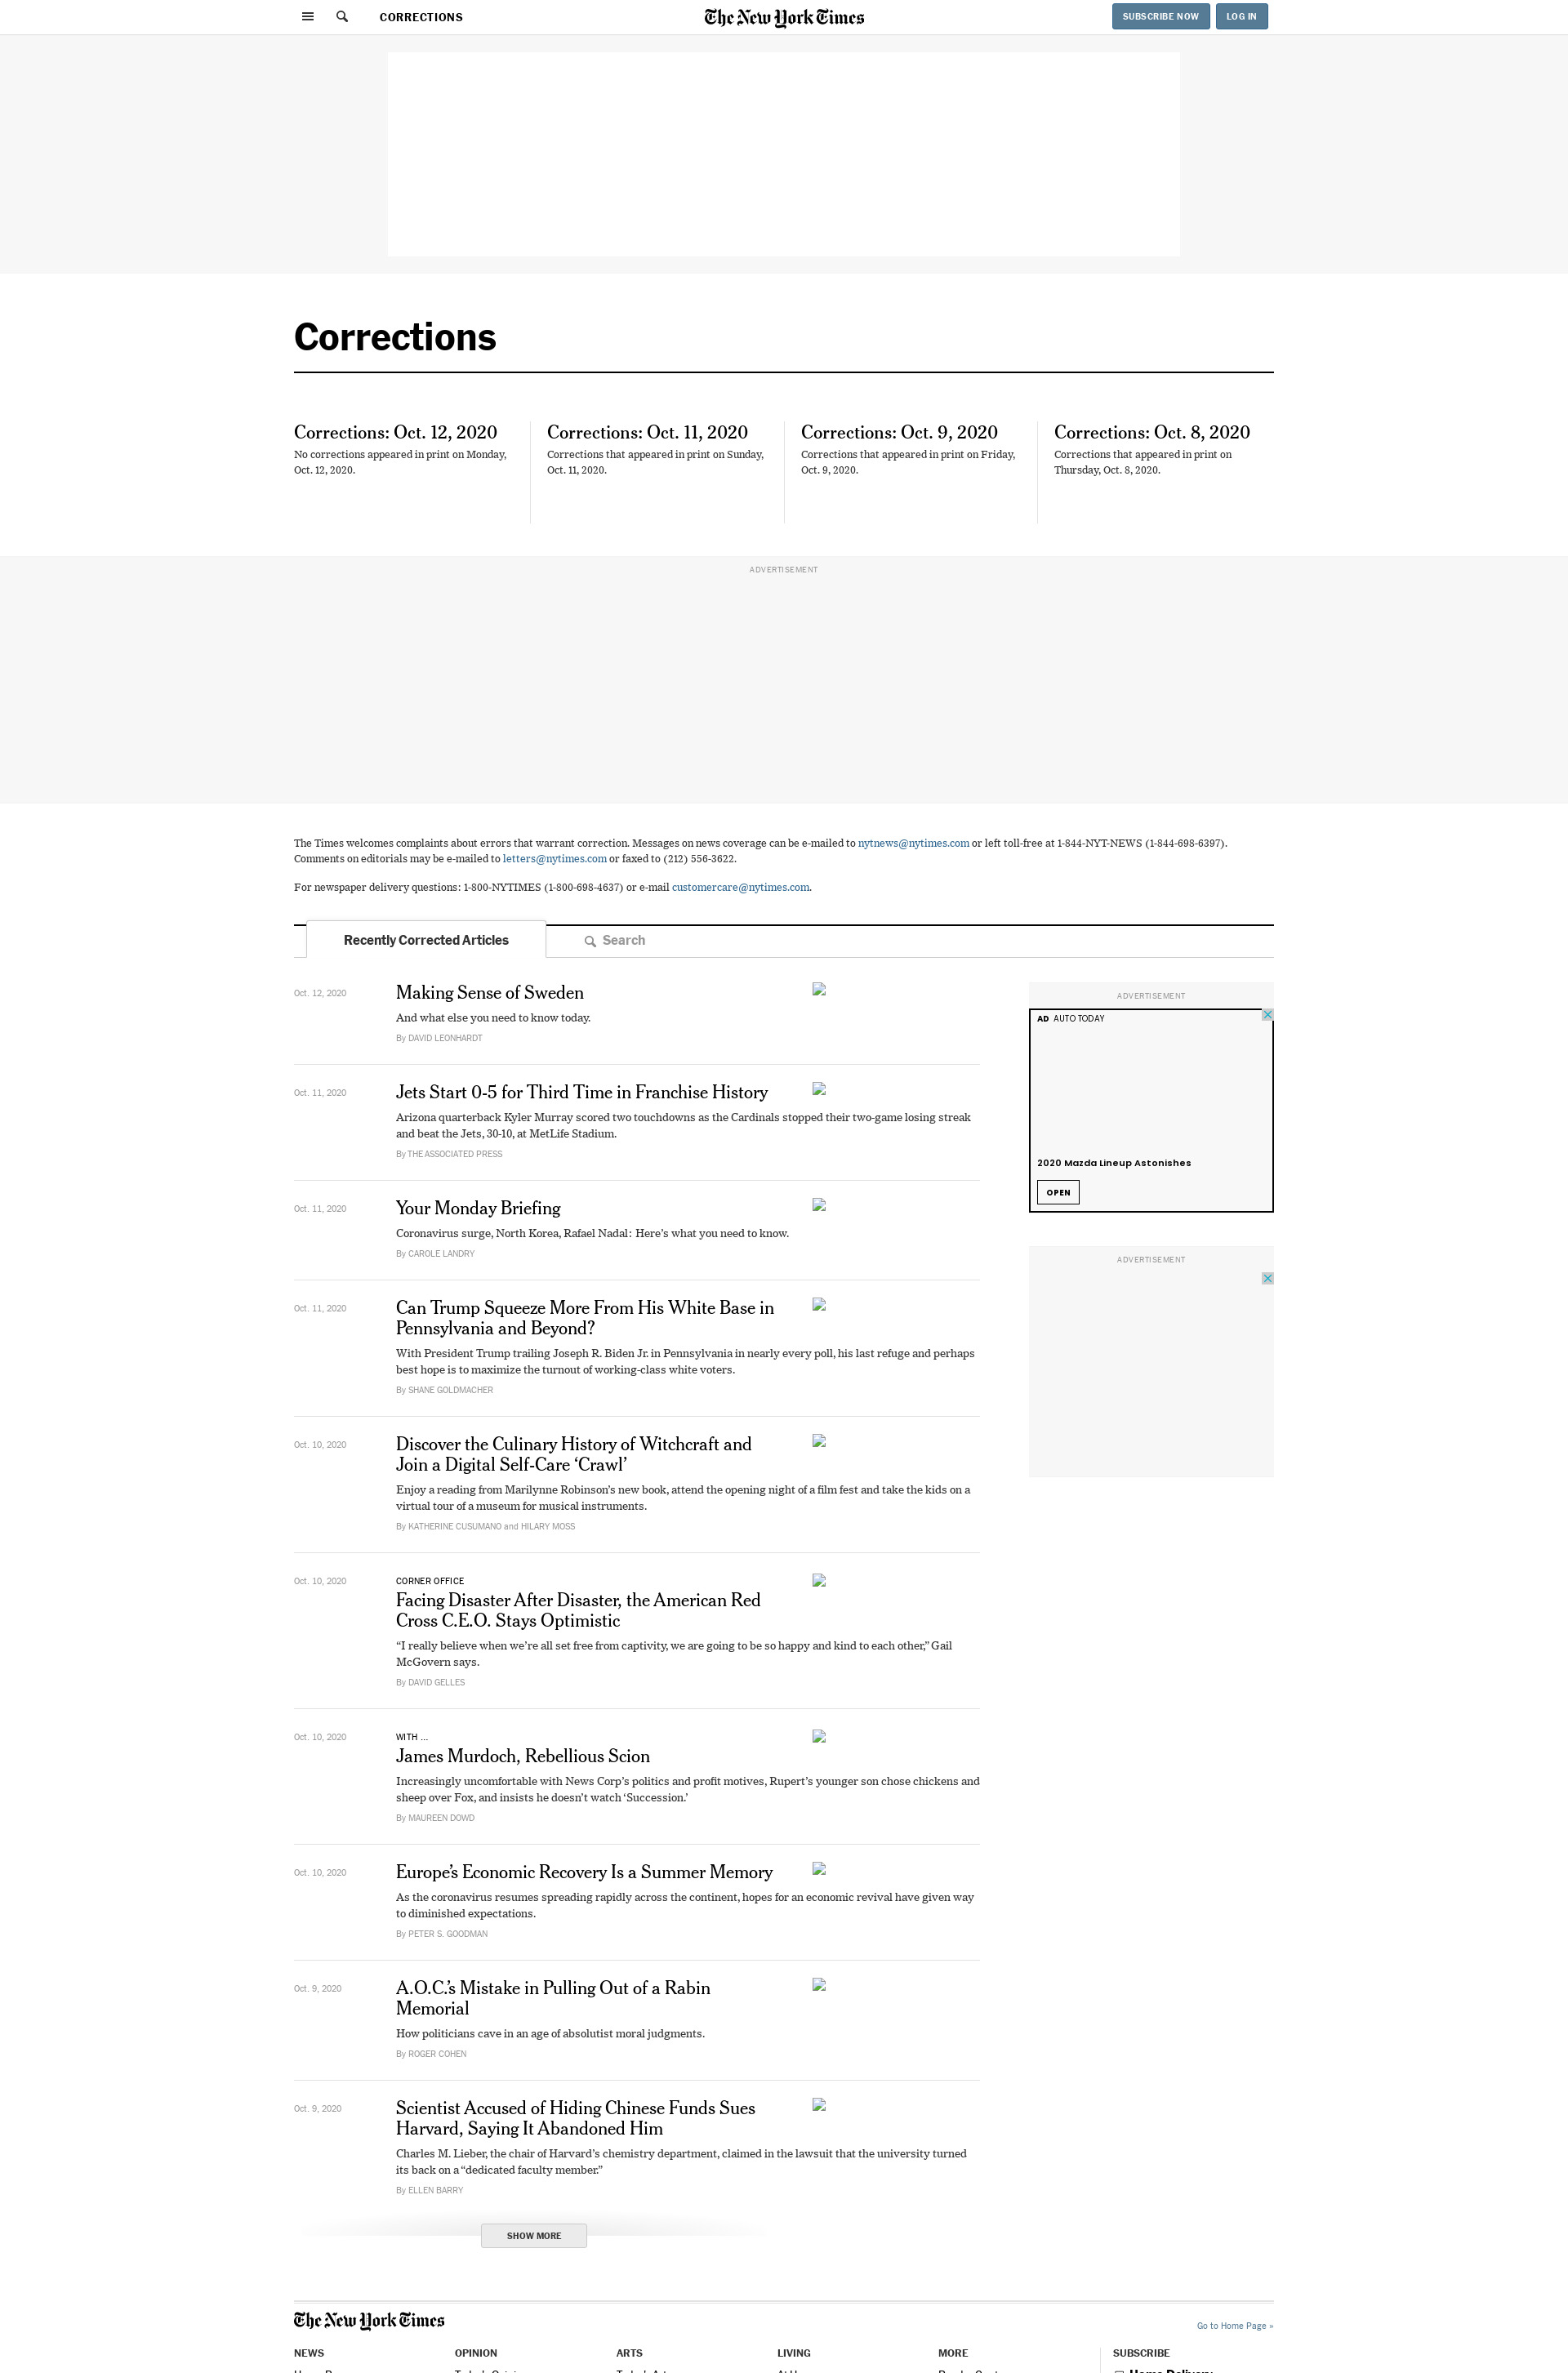 CORRECTIONS
The New York Times
SUBSCRIBE NOW
LOG IN
Corrections
Corrections: Oct. 12, 2020
No corrections appeared in print on Monday,
Oct. 12, 2020.
Corrections: Oct. 11, 2020
Corrections that appeared in print on Sunday,
Oct. 11, 2020.
Corrections: Oct. 9, 2020
Corrections that appeared in print on Friday,
Oct. 9, 2020.
Corrections: Oct. 8, 2020
Corrections that appeared in print on
Thursday, Oct. 8, 2020.
ADVERTISEMENT
The Times welcomes complaints about errors that warrant correction. Messages on news coverage can be e-mailed to nytnews@nytimes.com or left toll-free at 1-844-NYT-NEWS (1-844-698-6397).
Comments on editorials may be e-mailed to letters@nytimes.com or faxed to (212) 556-3622.
For newspaper delivery questions: 1-800-NYTIMES (1-800-698-4637) or e-mail customercare@nytimes.com.
Recently Corrected Articles
Search
Oct. 12, 2020
Making Sense of Sweden
And what else you need to know today.
By DAVID LEONHARDT
Oct. 11, 2020
Jets Start 0-5 for Third Time in Franchise History
Arizona quarterback Kyler Murray scored two touchdowns as the Cardinals stopped their two-game losing streak
and beat the Jets, 30-10, at MetLife Stadium.
By THE ASSOCIATED PRESS
Oct. 11, 2020
Your Monday Briefing
Coronavirus surge, North Korea, Rafael Nadal: Here’s what you need to know.
By CAROLE LANDRY
Oct. 11, 2020
Can Trump Squeeze More From His White Base in
Pennsylvania and Beyond?
With President Trump trailing Joseph R. Biden Jr. in Pennsylvania in nearly every poll, his last refuge and perhaps
best hope is to maximize the turnout of working-class white voters.
By SHANE GOLDMACHER
Oct. 10, 2020
Discover the Culinary History of Witchcraft and
Join a Digital Self-Care ‘Crawl’
Enjoy a reading from Marilynne Robinson’s new book, attend the opening night of a film fest and take the kids on a
virtual tour of a museum for musical instruments.
By KATHERINE CUSUMANO and HILARY MOSS
Oct. 10, 2020
CORNER OFFICE
Facing Disaster After Disaster, the American Red
Cross C.E.O. Stays Optimistic
“I really believe when we’re all set free from captivity, we are going to be so happy and kind to each other,” Gail
McGovern says.
By DAVID GELLES
Oct. 10, 2020
WITH ...
James Murdoch, Rebellious Scion
Increasingly uncomfortable with News Corp’s politics and profit motives, Rupert’s younger son chose chickens and
sheep over Fox, and insists he doesn’t watch ‘Succession.’
By MAUREEN DOWD
Oct. 10, 2020
Europe’s Economic Recovery Is a Summer Memory
As the coronavirus resumes spreading rapidly across the continent, hopes for an economic revival have given way
to diminished expectations.
By PETER S. GOODMAN
Oct. 9, 2020
A.O.C.’s Mistake in Pulling Out of a Rabin
Memorial
How politicians cave in an age of absolutist moral judgments.
By ROGER COHEN
Oct. 9, 2020
Scientist Accused of Hiding Chinese Funds Sues
Harvard, Saying It Abandoned Him
Charles M. Lieber, the chair of Harvard’s chemistry department, claimed in the lawsuit that the university turned
its back on a “dedicated faculty member.”
By ELLEN BARRY
SHOW MORE
ADVERTISEMENT
AD AUTO TODAY
2020 Mazda Lineup Astonishes
OPEN
ADVERTISEMENT
The New York Times
Go to Home Page »
NEWS
OPINION
ARTS
LIVING
MORE
SUBSCRIBE
Home Delivery